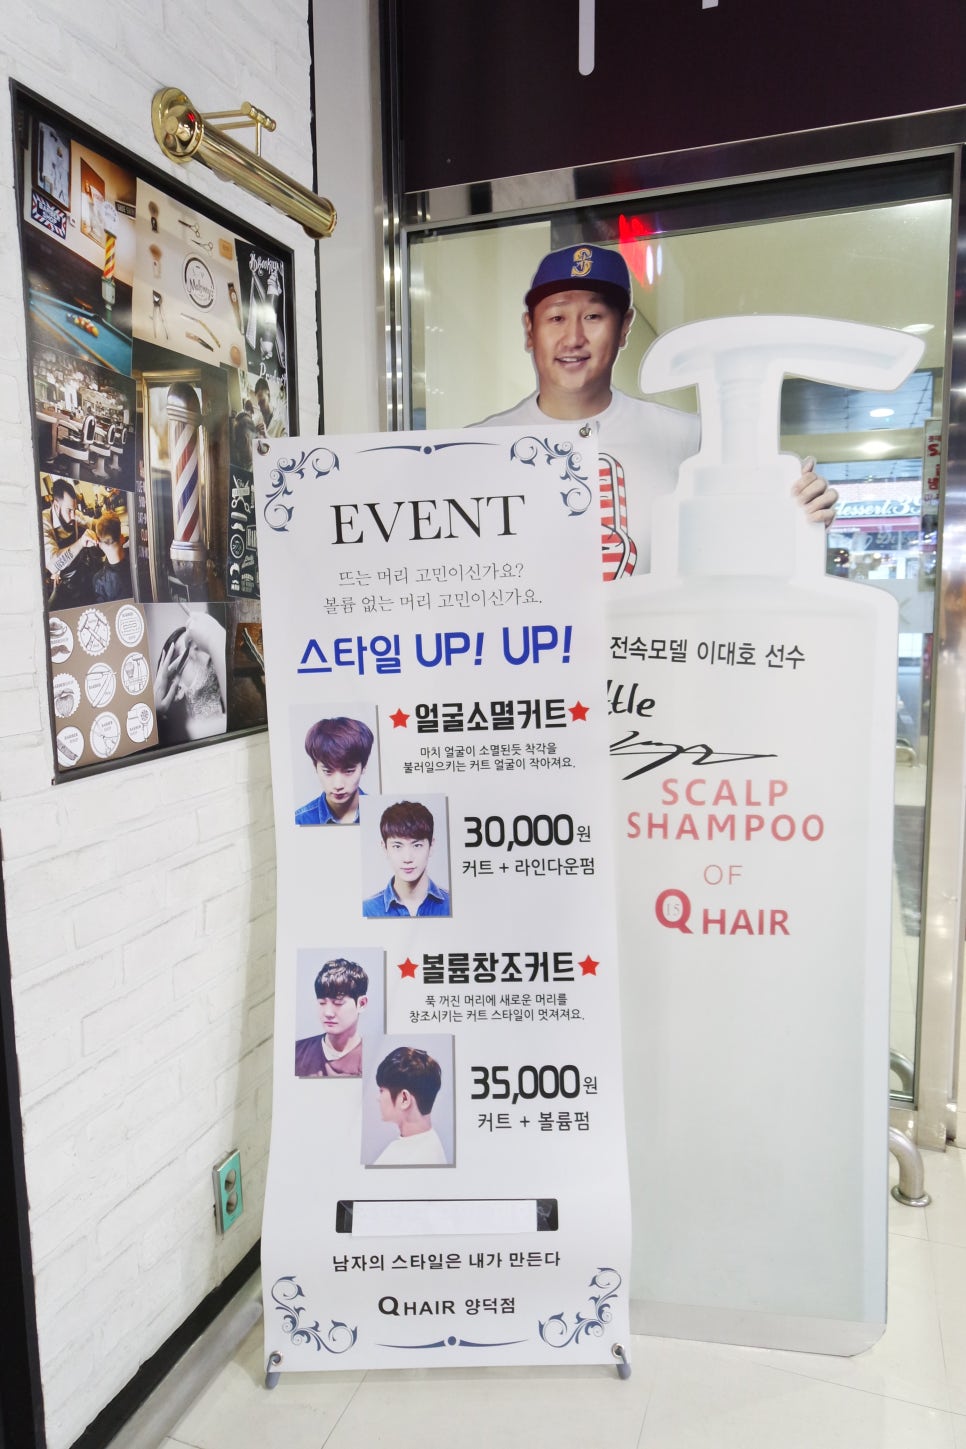 EVENT
뜨는 머리 고민이신가요?
볼륨 없는 머리 고민이신가요.
스타일 UP! UP!
★얼굴소멸커트★
마치 얼굴이 소멸된듯 착각을
불러일으키는 커트 얼굴이 작아져요.
30,000원
커트 + 라인다운펌
★볼륨창조커트★
푹 꺼진 머리에 새로운 머리를
창조시키는 커트 스타일이 멋져져요.
35,000원
커트 + 볼륨펌
남자의 스타일은 내가 만든다
Q HAIR 양덕점
S
전속모델 이대호 선수
SCALP
SHAMPOO
OF
Q HAIR
15
dessert.39